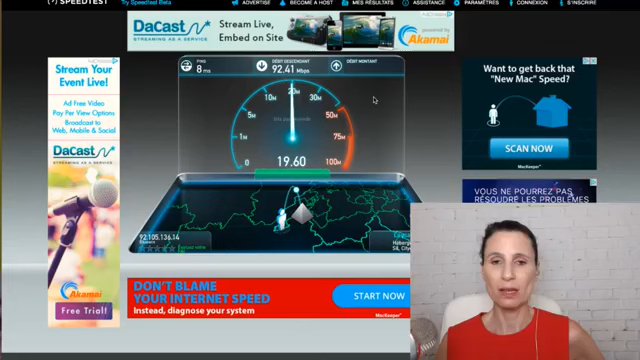 SPEEDTEST
Try Speedtest Beta
ADVERTISE
BECOME A HOST
MES RÉSULTATS
ASSISTANCE
PARAMÈTRES
CONNEXION
S'INSCRIRE
DaCast
STREAMING AS A SERVICE
Stream Live,
Embed on Site
powered by
Akamai
Stream Your
Event Live!
Ad Free Video
Pay Per View Options
Broadcast to
Web, Mobile & Social
DaCast
STREAMING AS A SERVICE
Akamai
Free Trial!
PING
8 ms
DÉBIT DESCENDANT
92.41 Mbps
DÉBIT MONTANT
0
1M
5M
10M
20M
30M
50M
75M
100M
19.60
92.105.136.14
Want to get back that
"New Mac" Speed?
SCAN NOW
MacKeeper
VOUS NE POURREZ PAS
RÉSOUDRE LES PROBLÈMES
DON'T BLAME
YOUR INTERNET SPEED
Instead, diagnose your system
START NOW
MacKeeper